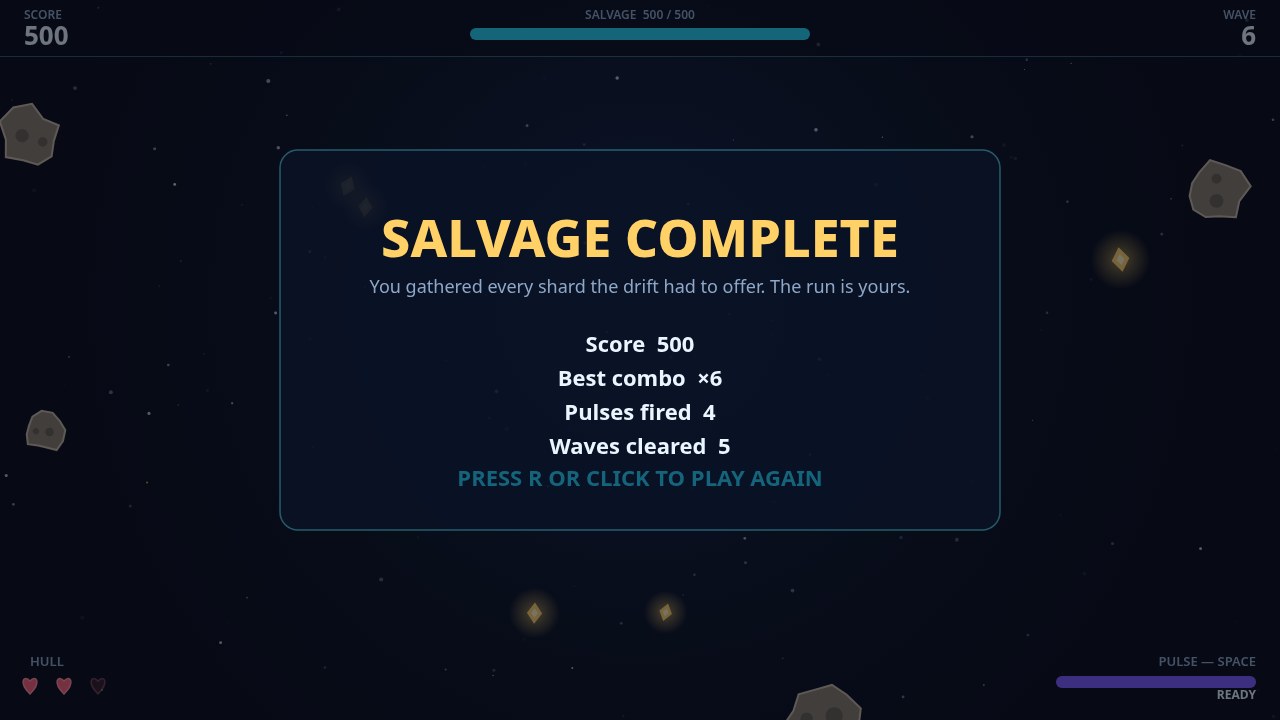 SCORE
500
SALVAGE 500 / 500
WAVE
6
SALVAGE COMPLETE
You gathered every shard the drift had to offer. The run is yours.
Score 500
Best combo ×6
Pulses fired 4
Waves cleared 5
PRESS R OR CLICK TO PLAY AGAIN
HULL
PULSE — SPACE
READY